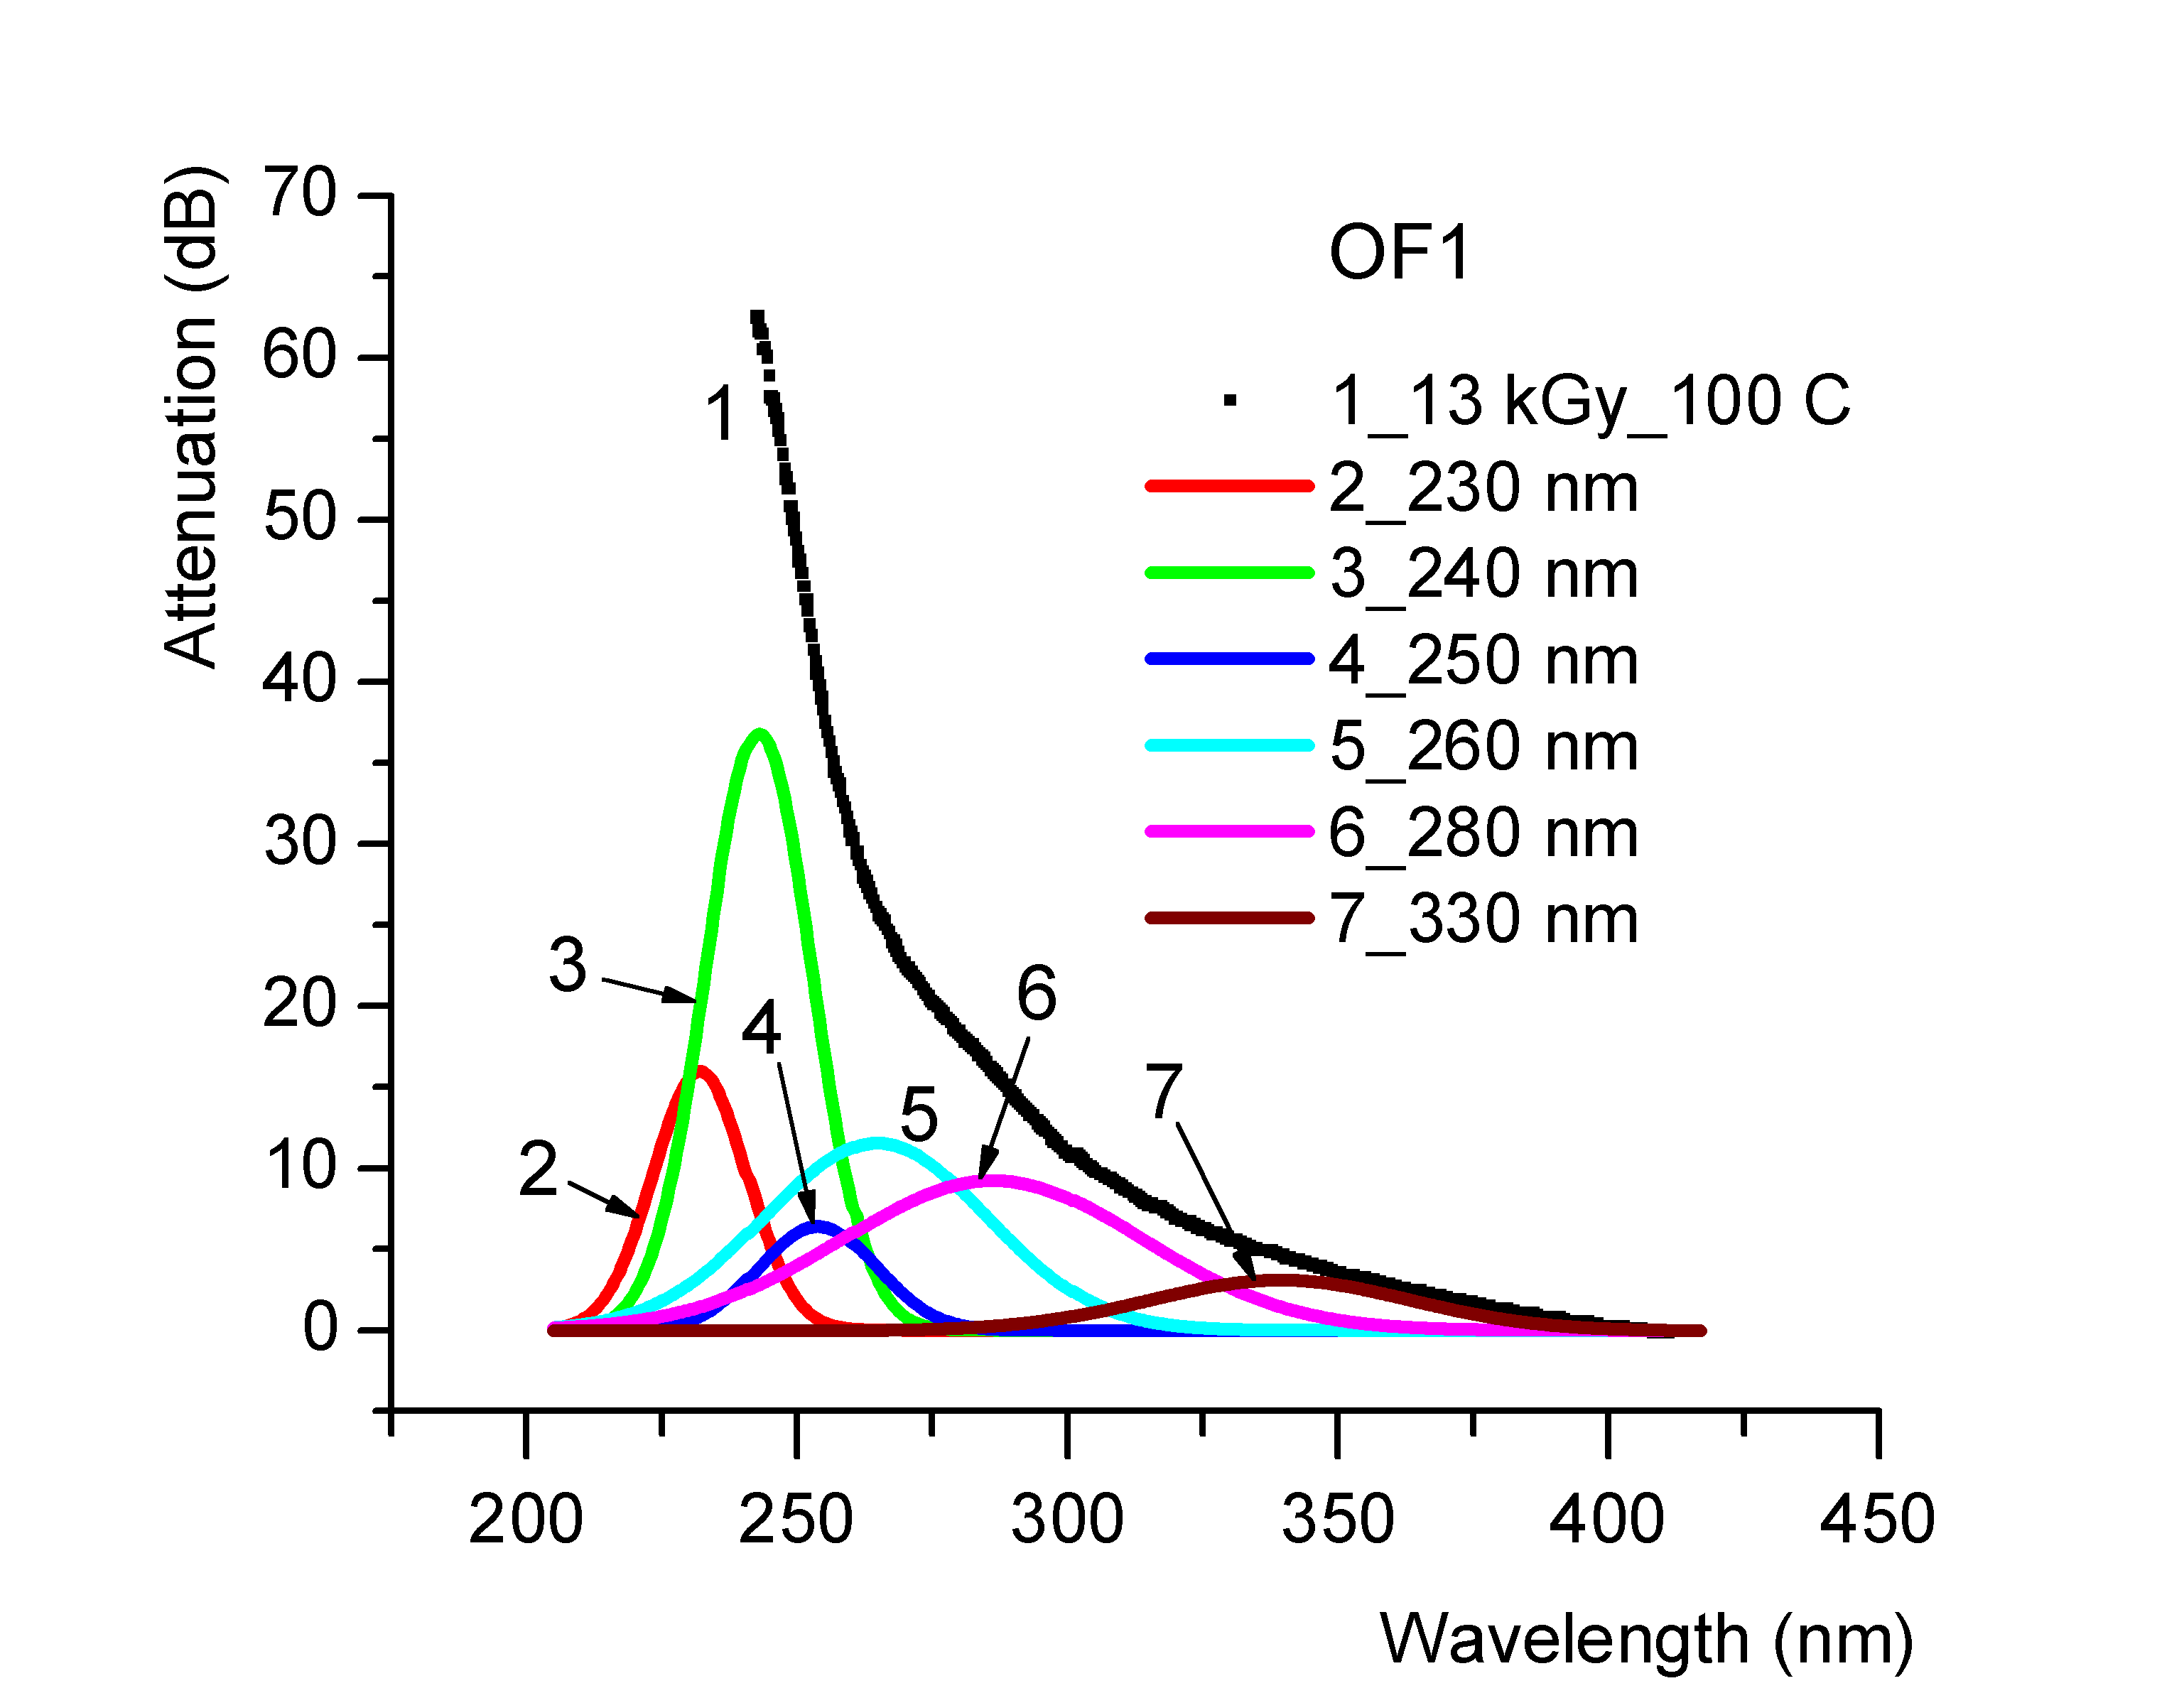 Attenuation (dB)
70
60
50
40
30
20
10
0
OF1
1_13 kGy_100 C
2_230 nm
3_240 nm
4_250 nm
5_260 nm
6_280 nm
7_330 nm
1
2
3
4
5
6
7
200
250
300
350
400
450
Wavelength (nm)